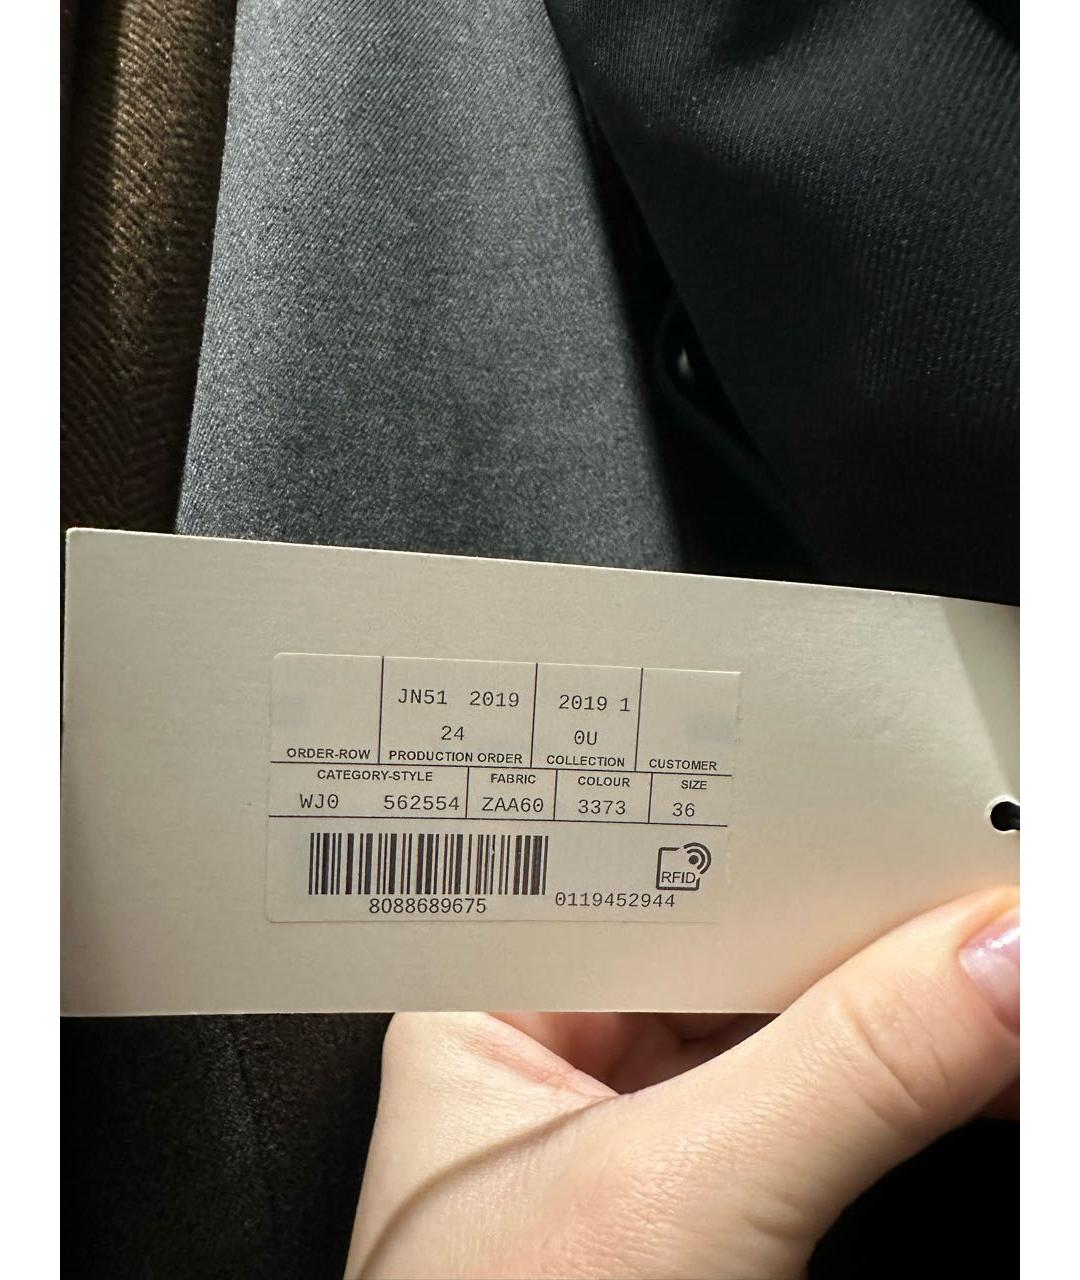 JN51 2019 2019 1
24 0U
ORDER-ROW PRODUCTION ORDER COLLECTION CUSTOMER
CATEGORY-STYLE FABRIC COLOUR SIZE
WJ0 562554 ZAA60 3373 36
RFID
8088689675 0119452944